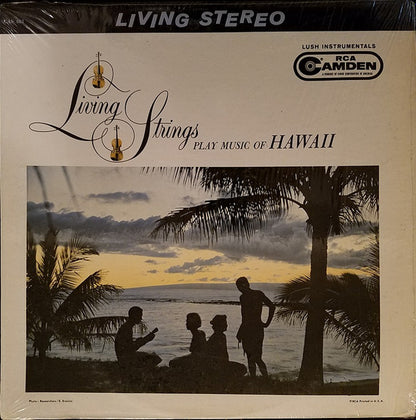 LIVING STEREO
LUSH INSTRUMENTALS
RCA
CAMDEN
Living Strings
PLAY MUSIC OF HAWAII